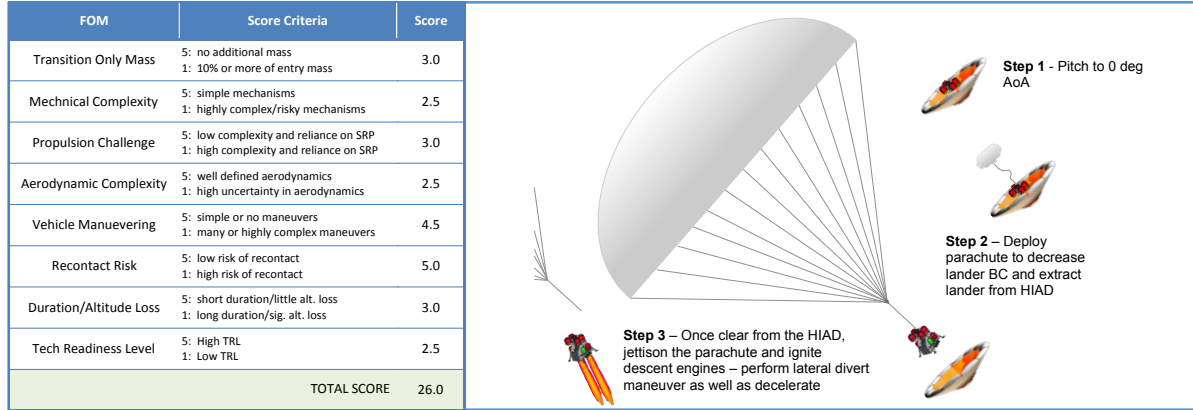 FOM Score Criteria Score
Transition Only Mass
5: no additional mass
1: 10% or more of entry mass
3.0
Mechnical Complexity
5: simple mechanisms
1: highly complex/risky mechanisms
2.5
Propulsion Challenge
5: low complexity and reliance on SRP
1: high complexity and reliance on SRP
3.0
Aerodynamic Complexity
5: well defined aerodynamics
1: high uncertainty in aerodynamics
2.5
Vehicle Manuevering
5: simple or no maneuvers
1: many or highly complex maneuvers
4.5
Recontact Risk
5: low risk of recontact
1: high risk of recontact
5.0
Duration/Altitude Loss
5: short duration/little alt. loss
1: long duration/sig. alt. loss
3.0
Tech Readiness Level
5: High TRL
1: Low TRL
2.5
TOTAL SCORE 26.0
Step 1 - Pitch to 0 deg
AoA
Step 2 – Deploy
parachute to decrease
lander BC and extract
lander from HIAD
Step 3 – Once clear from the HIAD,
jettison the parachute and ignite
descent engines – perform lateral divert
maneuver as well as decelerate